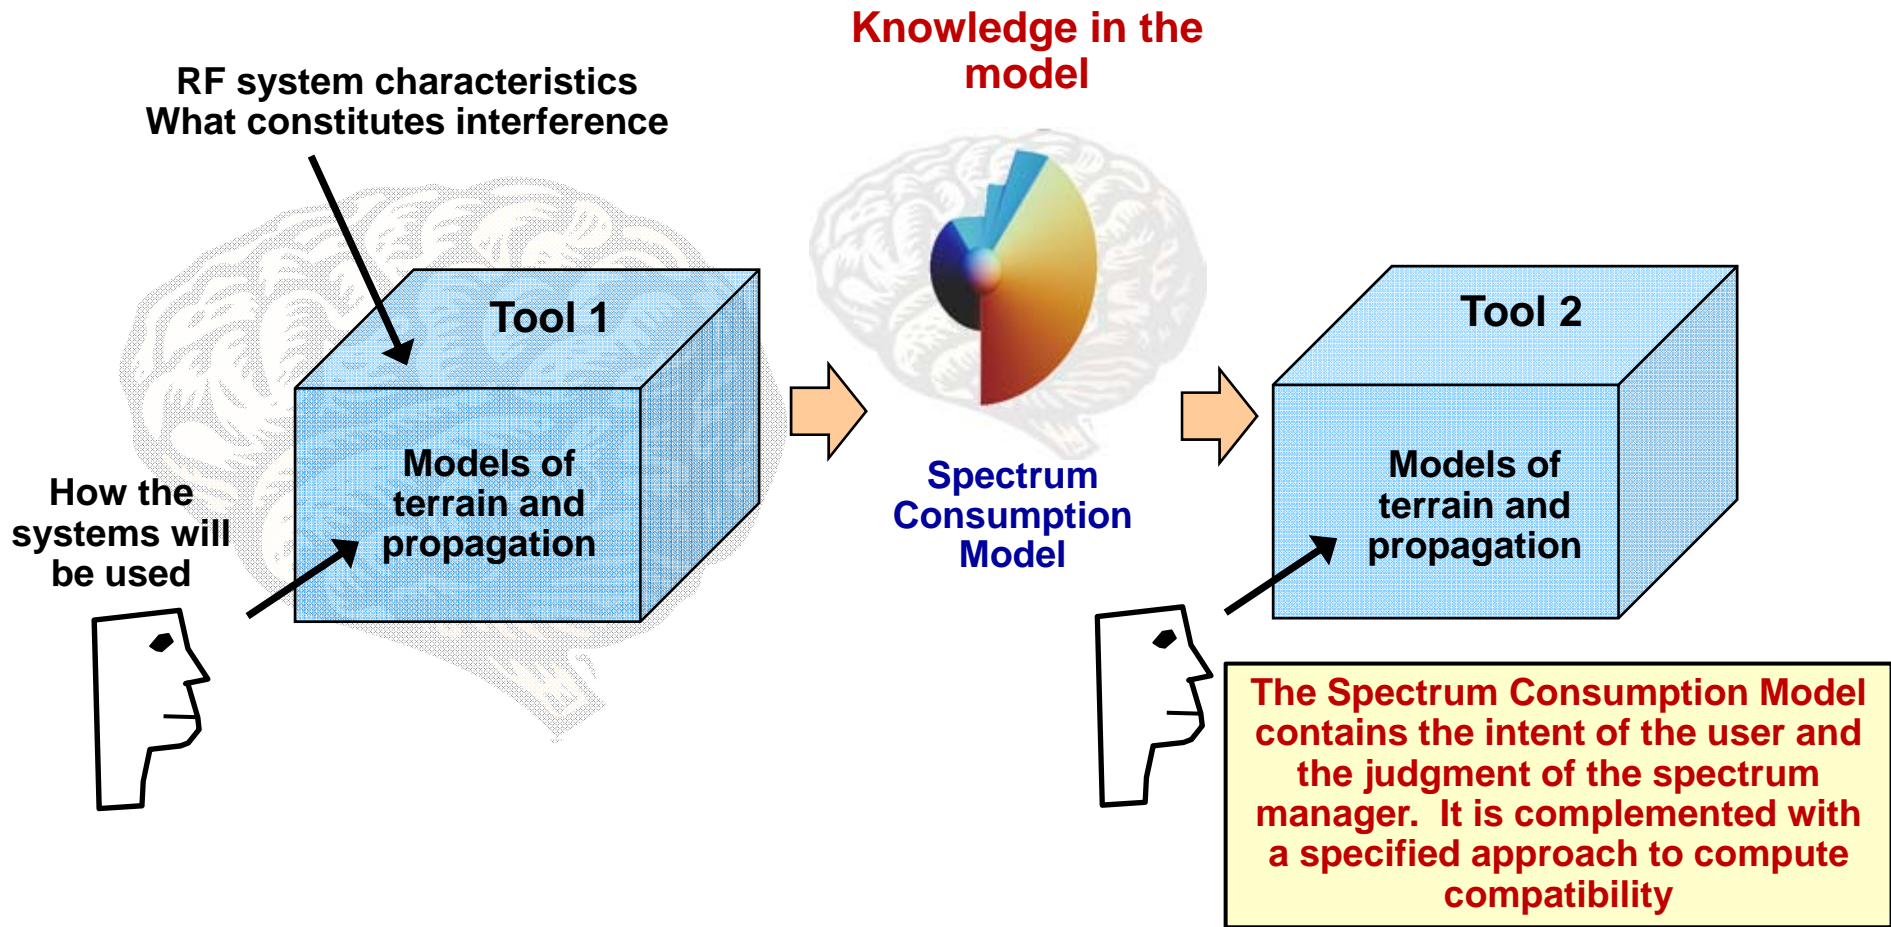 Knowledge in the
model
RF system characteristics
What constitutes interference
Tool 1
Models of
terrain and
propagation
How the
systems will
be used
Spectrum
Consumption
Model
Tool 2
Models of
terrain and
propagation
The Spectrum Consumption Model
contains the intent of the user and
the judgment of the spectrum
manager.  It is complemented with
a specified approach to compute
compatibility